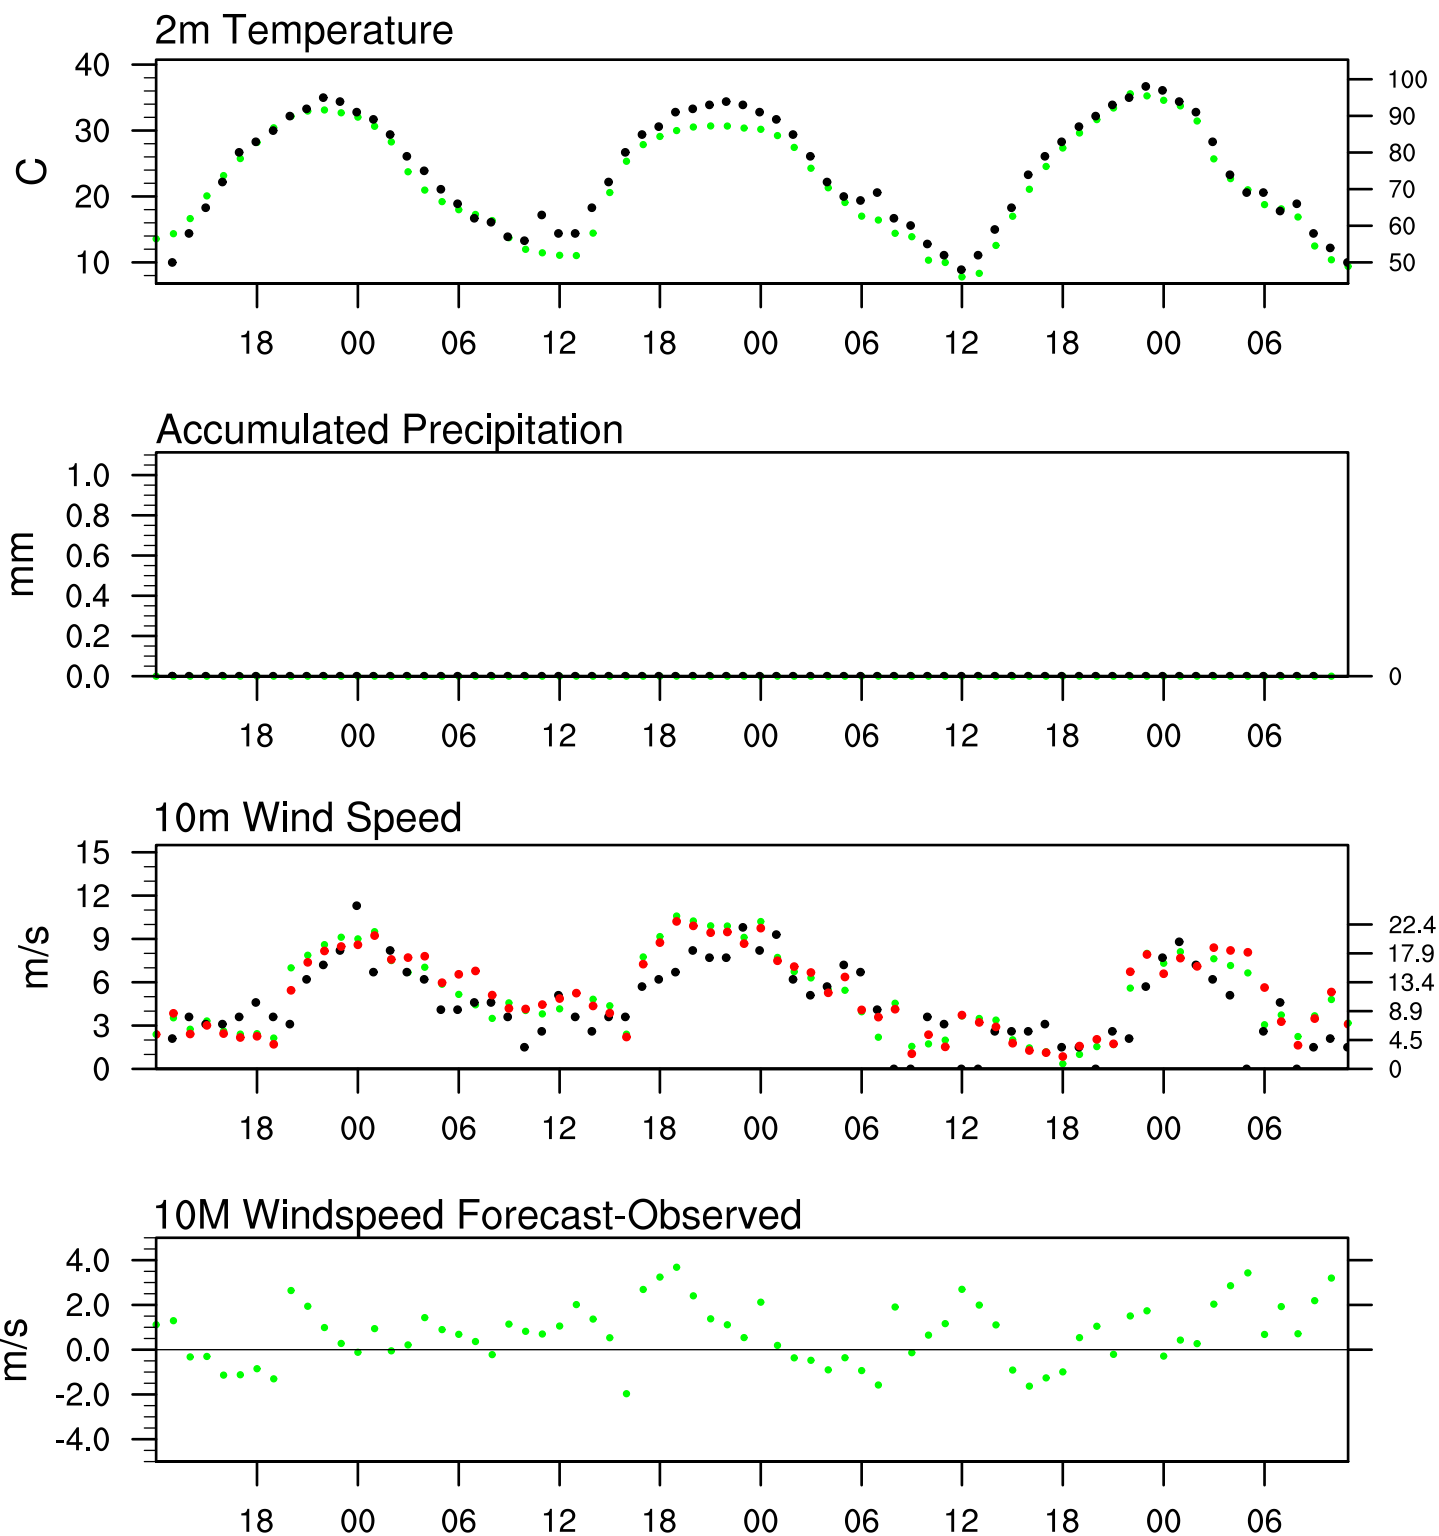 2m Temperature
40
30
20
10
C
100
90
80
70
60
50
18 00 06 12 18 00 06 12 18 00 06
Accumulated Precipitation
1.0
0.8
0.6
0.4
0.2
0.0
mm
0
18 00 06 12 18 00 06 12 18 00 06
10m Wind Speed
15
12
9
6
3
0
m/s
22.4
17.9
13.4
8.9
4.5
0
18 00 06 12 18 00 06 12 18 00 06
10M Windspeed Forecast-Observed
4.0
2.0
0.0
-2.0
-4.0
m/s
18 00 06 12 18 00 06 12 18 00 06